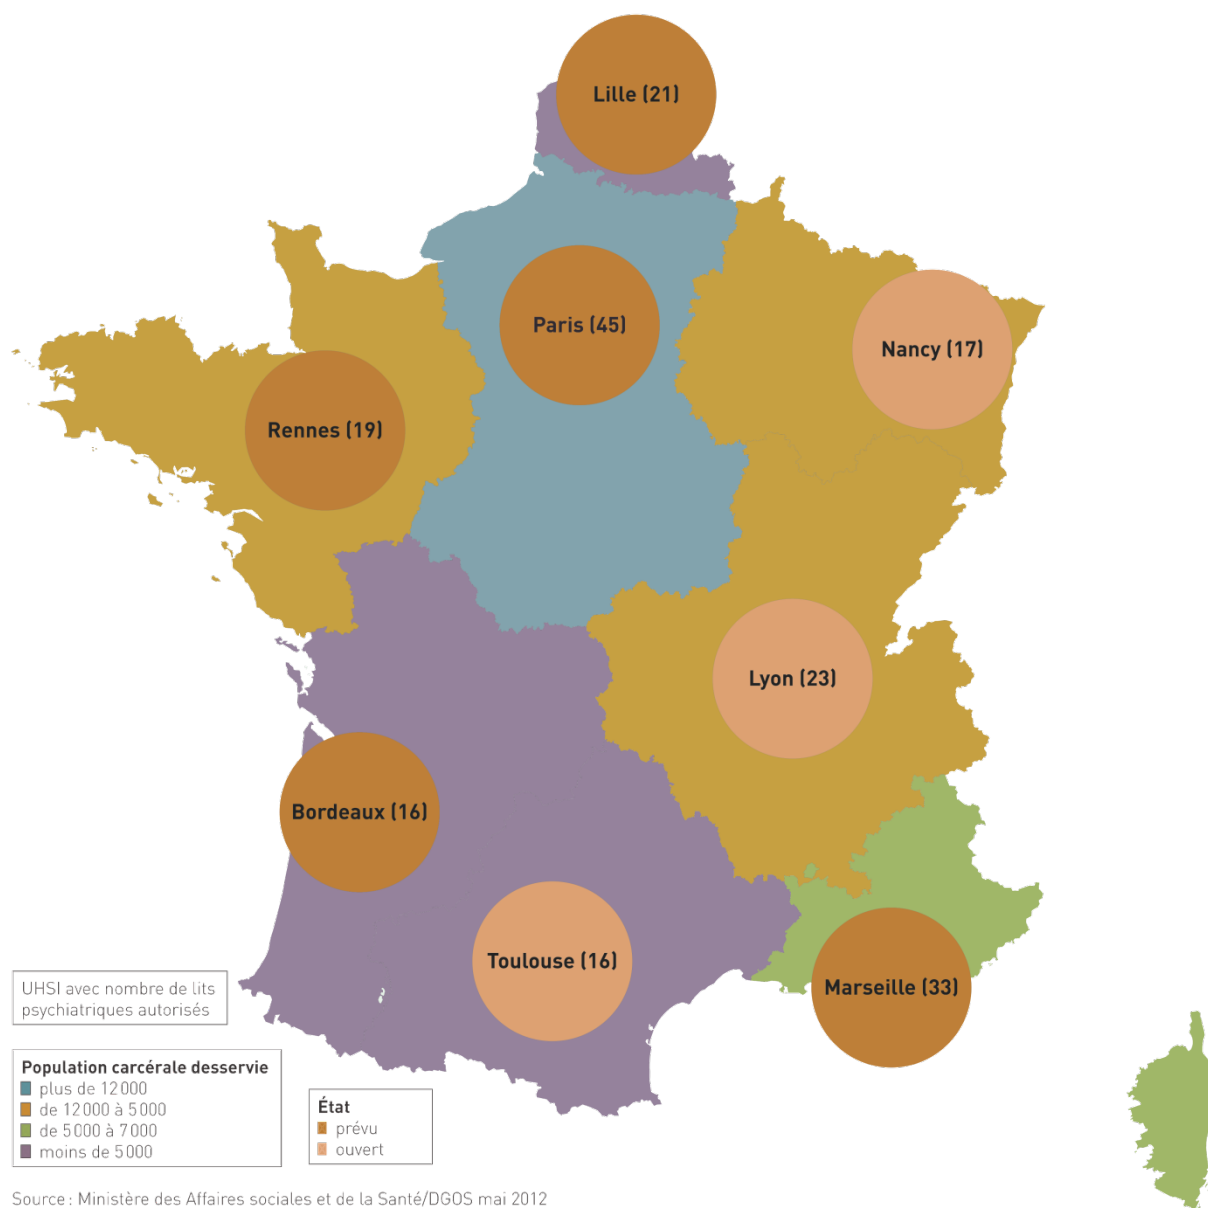 Lille (21)
Paris (45)
Nancy (17)
Rennes (19)
Lyon (23)
Bordeaux (16)
Toulouse (16)
Marseille (33)
UHSI avec nombre de lits
psychiatriques autorisés
Population carcérale desservie
plus de 12 000
de 12 000 à 5 000
de 5 000 à 7 000
moins de 5 000
État
prévu
ouvert
Source : Ministère des Affaires sociales et de la Santé/DGOS mai 2012